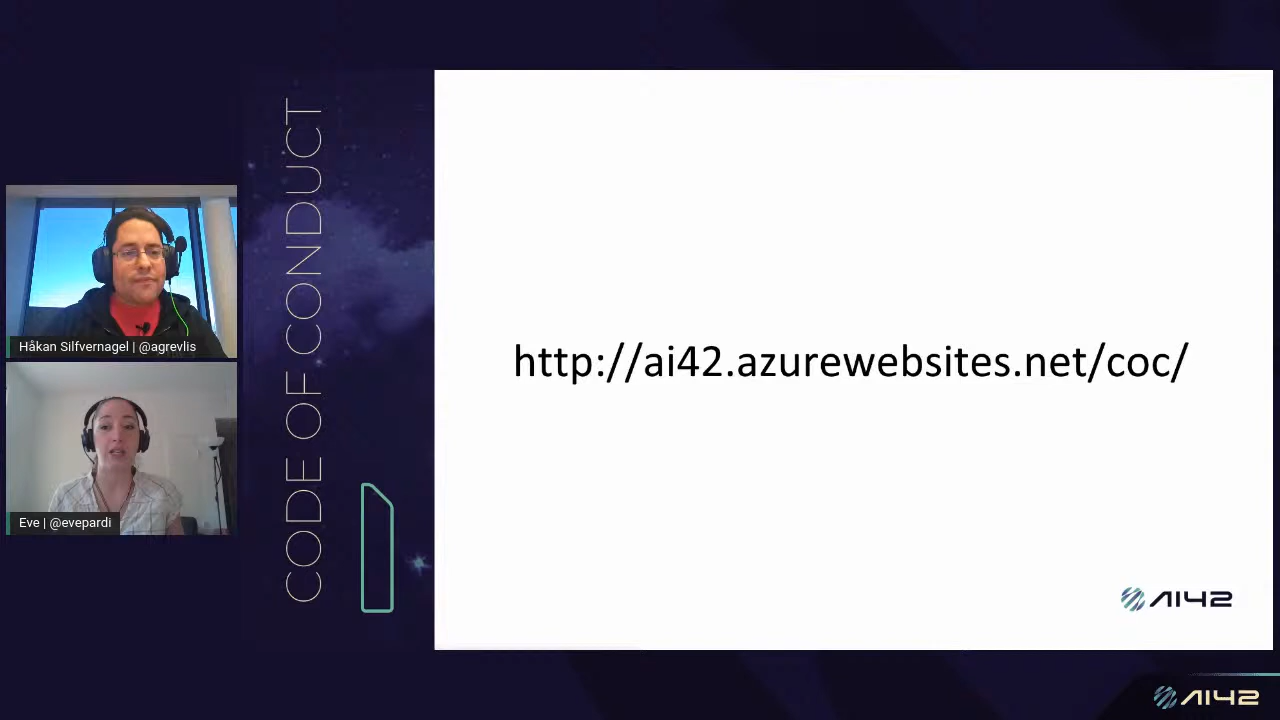 Håkan Silfvernagel | @agrevlis
Eve | @evepardi
CODE OF CONDUCT
http://ai42.azurewebsites.net/coc/
AI42
AI42